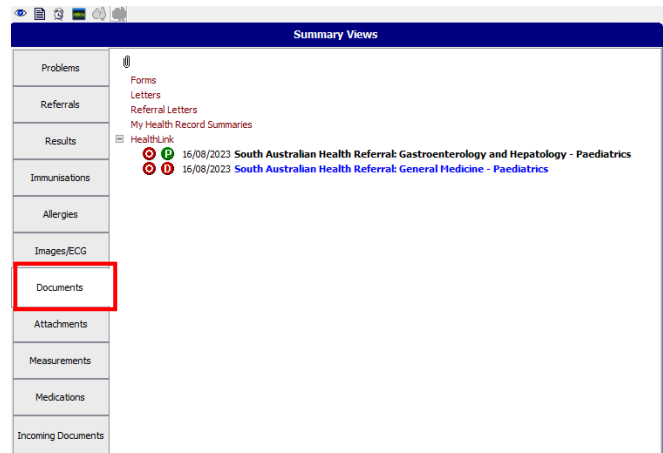 Summary Views
Problems
Referrals
Results
Immunisations
Allergies
Images/ECG
Documents
Attachments
Measurements
Medications
Incoming Documents
Forms
Letters
Referral Letters
My Health Record Summaries
HealthLink
O P 16/08/2023 South Australian Health Referral: Gastroenterology and Hepatology - Paediatrics
O D 16/08/2023 South Australian Health Referral: General Medicine - Paediatrics